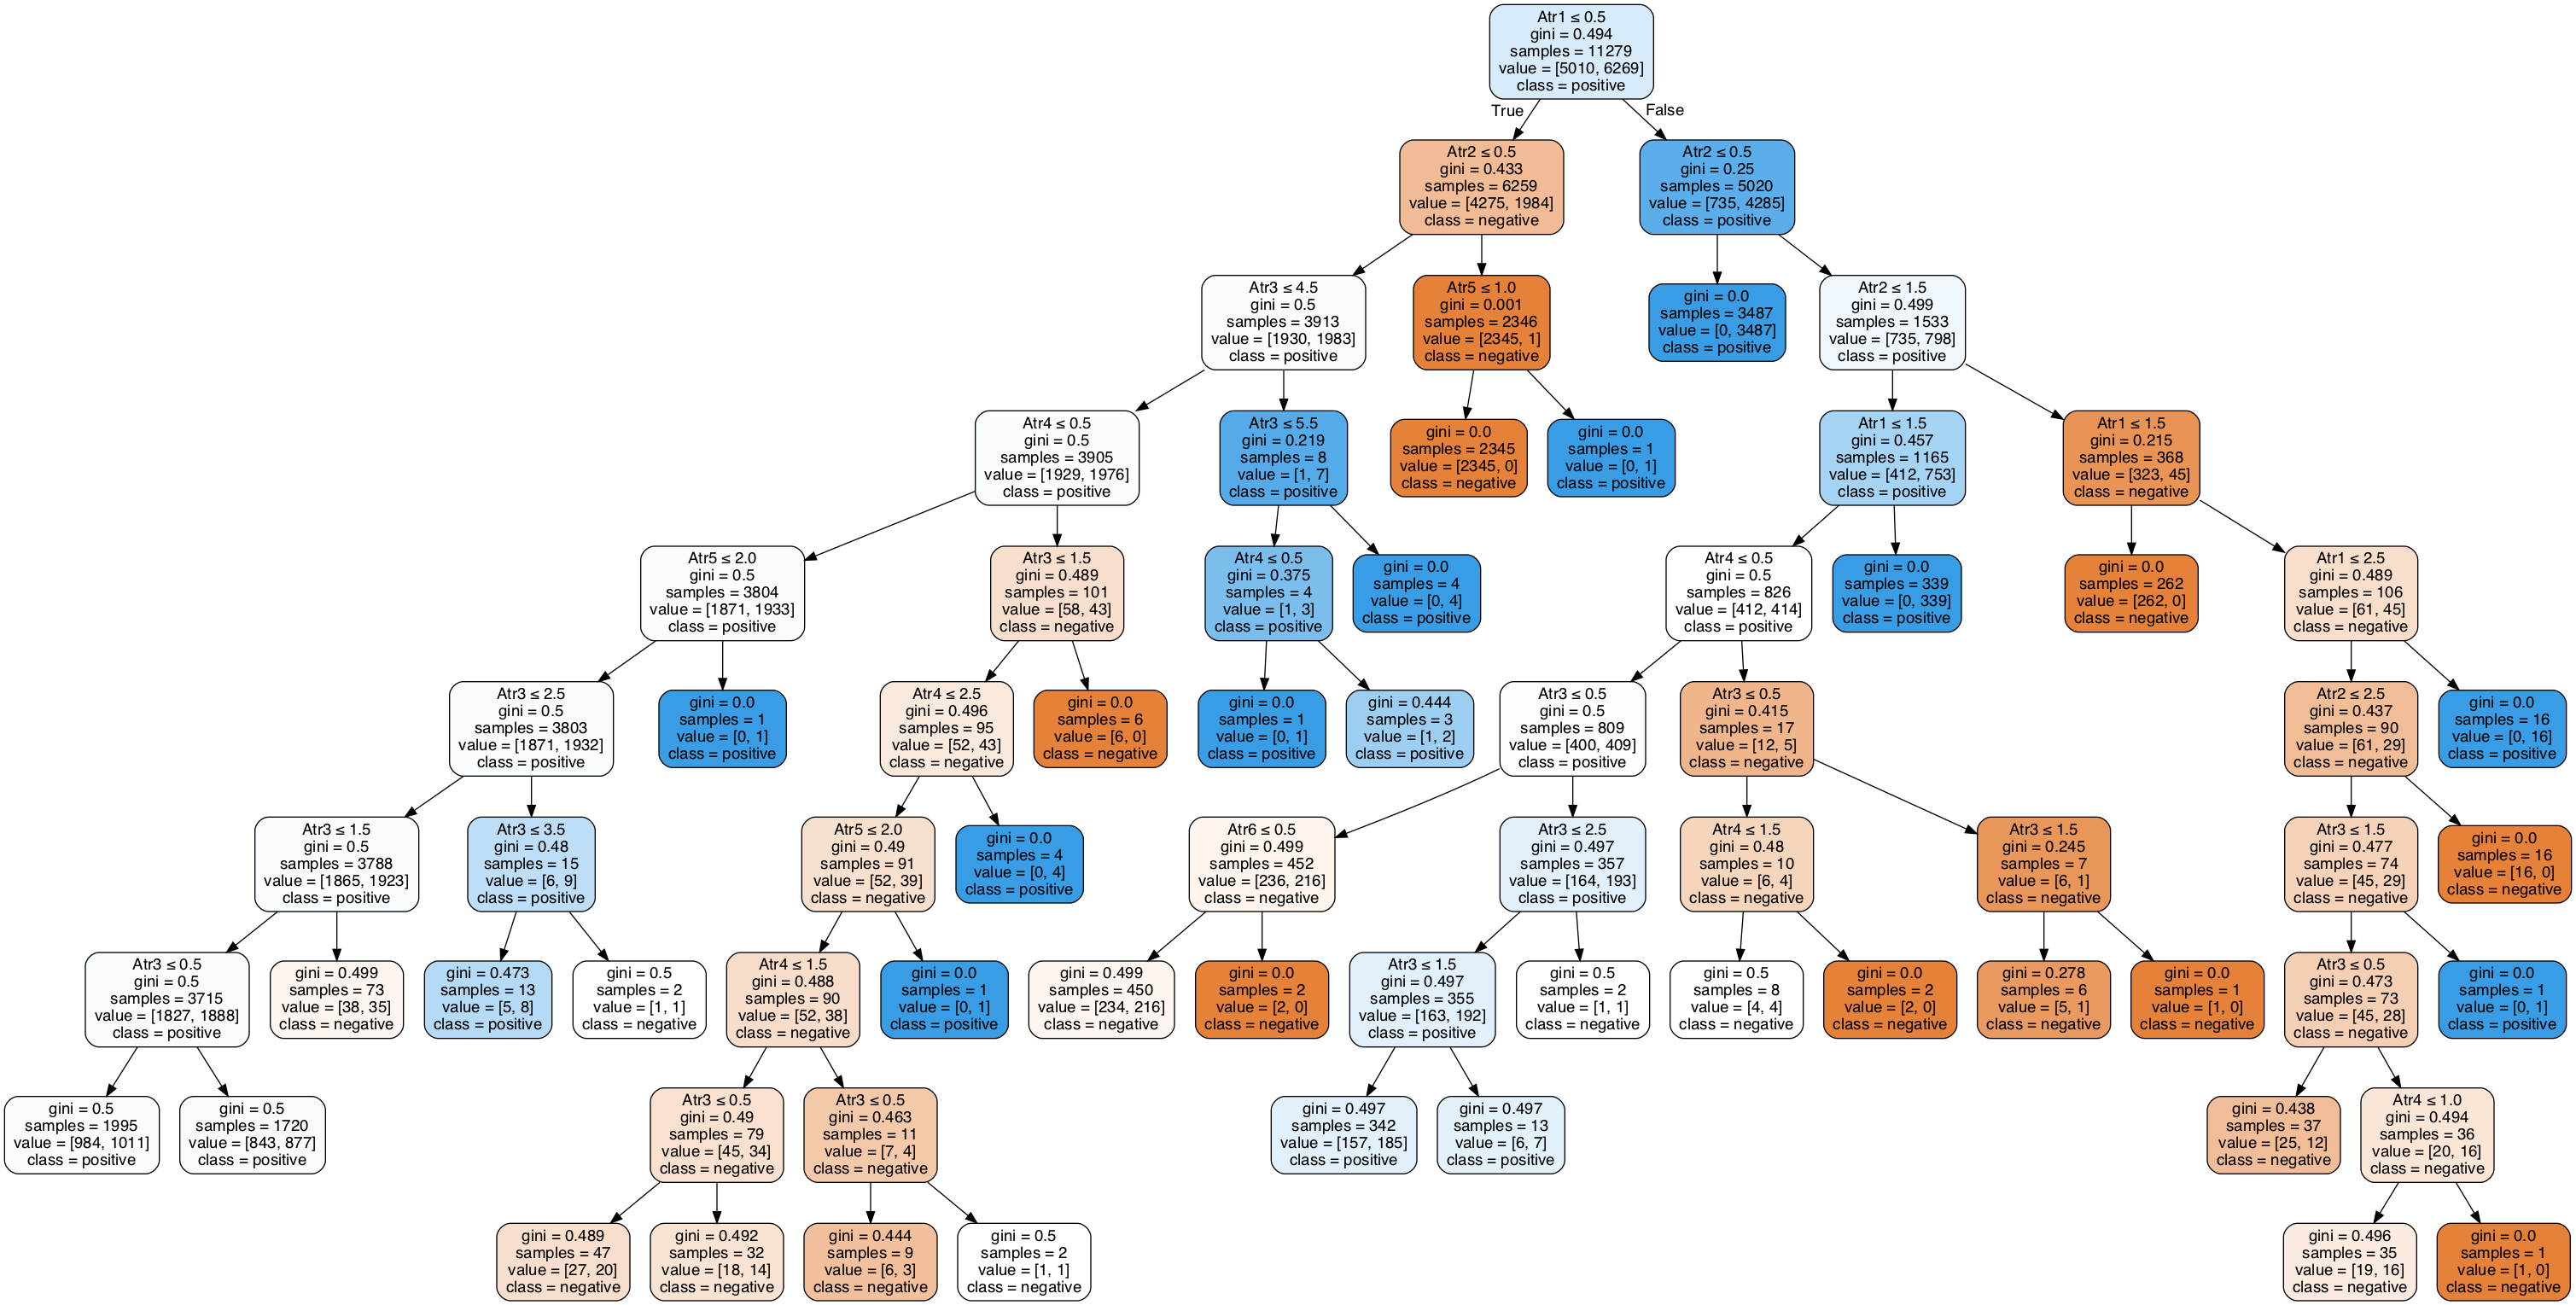 Atr1 ≤ 0.5
gini = 0.494
samples = 11279
value = [5010, 6269]
class = positive
True
False
Atr2 ≤ 0.5
gini = 0.433
samples = 6259
value = [4275, 1984]
class = negative
Atr2 ≤ 0.5
gini = 0.25
samples = 5020
value = [735, 4285]
class = positive
Atr3 ≤ 4.5
gini = 0.5
samples = 3913
value = [1930, 1983]
class = positive
Atr5 ≤ 1.0
gini = 0.001
samples = 2346
value = [2345, 1]
class = negative
gini = 0.0
samples = 3487
value = [0, 3487]
class = positive
Atr2 ≤ 1.5
gini = 0.499
samples = 1533
value = [735, 798]
class = positive
Atr4 ≤ 0.5
gini = 0.5
samples = 3905
value = [1929, 1976]
class = positive
Atr3 ≤ 5.5
gini = 0.219
samples = 8
value = [1, 7]
class = positive
gini = 0.0
samples = 2345
value = [2345, 0]
class = negative
gini = 0.0
samples = 1
value = [0, 1]
class = positive
Atr1 ≤ 1.5
gini = 0.457
samples = 1165
value = [412, 753]
class = positive
Atr1 ≤ 1.5
gini = 0.215
samples = 368
value = [323, 45]
class = negative
Atr5 ≤ 2.0
gini = 0.5
samples = 3804
value = [1871, 1933]
class = positive
Atr3 ≤ 1.5
gini = 0.489
samples = 101
value = [58, 43]
class = negative
Atr4 ≤ 0.5
gini = 0.375
samples = 4
value = [1, 3]
class = positive
gini = 0.0
samples = 4
value = [0, 4]
class = positive
Atr4 ≤ 0.5
gini = 0.5
samples = 826
value = [412, 414]
class = positive
gini = 0.0
samples = 339
value = [0, 339]
class = positive
gini = 0.0
samples = 262
value = [262, 0]
class = negative
Atr1 ≤ 2.5
gini = 0.489
samples = 106
value = [61, 45]
class = negative
Atr3 ≤ 2.5
gini = 0.5
samples = 3803
value = [1871, 1932]
class = positive
gini = 0.0
samples = 1
value = [0, 1]
class = positive
Atr4 ≤ 2.5
gini = 0.496
samples = 95
value = [52, 43]
class = negative
gini = 0.0
samples = 6
value = [6, 0]
class = negative
gini = 0.0
samples = 1
value = [0, 1]
class = positive
gini = 0.444
samples = 3
value = [1, 2]
class = positive
Atr3 ≤ 0.5
gini = 0.5
samples = 809
value = [400, 409]
class = positive
Atr3 ≤ 0.5
gini = 0.415
samples = 17
value = [12, 5]
class = negative
Atr2 ≤ 2.5
gini = 0.437
samples = 90
value = [61, 29]
class = negative
gini = 0.0
samples = 16
value = [0, 16]
class = positive
Atr3 ≤ 1.5
gini = 0.5
samples = 3788
value = [1865, 1923]
class = positive
Atr3 ≤ 3.5
gini = 0.48
samples = 15
value = [6, 9]
class = positive
Atr5 ≤ 2.0
gini = 0.49
samples = 91
value = [52, 39]
class = negative
gini = 0.0
samples = 4
value = [0, 4]
class = positive
Atr6 ≤ 0.5
gini = 0.499
samples = 452
value = [236, 216]
class = negative
Atr3 ≤ 2.5
gini = 0.497
samples = 357
value = [164, 193]
class = positive
Atr4 ≤ 1.5
gini = 0.48
samples = 10
value = [6, 4]
class = negative
Atr3 ≤ 1.5
gini = 0.245
samples = 7
value = [6, 1]
class = negative
Atr3 ≤ 1.5
gini = 0.477
samples = 74
value = [45, 29]
class = negative
gini = 0.0
samples = 16
value = [16, 0]
class = negative
Atr3 ≤ 0.5
gini = 0.5
samples = 3715
value = [1827, 1888]
class = positive
gini = 0.499
samples = 73
value = [38, 35]
class = negative
gini = 0.473
samples = 13
value = [5, 8]
class = positive
gini = 0.5
samples = 2
value = [1, 1]
class = negative
Atr4 ≤ 1.5
gini = 0.488
samples = 90
value = [52, 38]
class = negative
gini = 0.0
samples = 1
value = [0, 1]
class = positive
gini = 0.499
samples = 450
value = [234, 216]
class = negative
gini = 0.0
samples = 2
value = [2, 0]
class = negative
Atr3 ≤ 1.5
gini = 0.497
samples = 355
value = [163, 192]
class = positive
gini = 0.5
samples = 2
value = [1, 1]
class = negative
gini = 0.5
samples = 8
value = [4, 4]
class = negative
gini = 0.0
samples = 2
value = [2, 0]
class = negative
gini = 0.278
samples = 6
value = [5, 1]
class = negative
gini = 0.0
samples = 1
value = [1, 0]
class = negative
Atr3 ≤ 0.5
gini = 0.473
samples = 73
value = [45, 28]
class = negative
gini = 0.0
samples = 1
value = [0, 1]
class = positive
gini = 0.5
samples = 1995
value = [984, 1011]
class = positive
gini = 0.5
samples = 1720
value = [843, 877]
class = positive
Atr3 ≤ 0.5
gini = 0.49
samples = 79
value = [45, 34]
class = negative
Atr3 ≤ 0.5
gini = 0.463
samples = 11
value = [7, 4]
class = negative
gini = 0.497
samples = 342
value = [157, 185]
class = positive
gini = 0.497
samples = 13
value = [6, 7]
class = positive
gini = 0.438
samples = 37
value = [25, 12]
class = negative
Atr4 ≤ 1.0
gini = 0.494
samples = 36
value = [20, 16]
class = negative
gini = 0.489
samples = 47
value = [27, 20]
class = negative
gini = 0.492
samples = 32
value = [18, 14]
class = negative
gini = 0.444
samples = 9
value = [6, 3]
class = negative
gini = 0.5
samples = 2
value = [1, 1]
class = negative
gini = 0.496
samples = 35
value = [19, 16]
class = negative
gini = 0.0
samples = 1
value = [1, 0]
class = negative